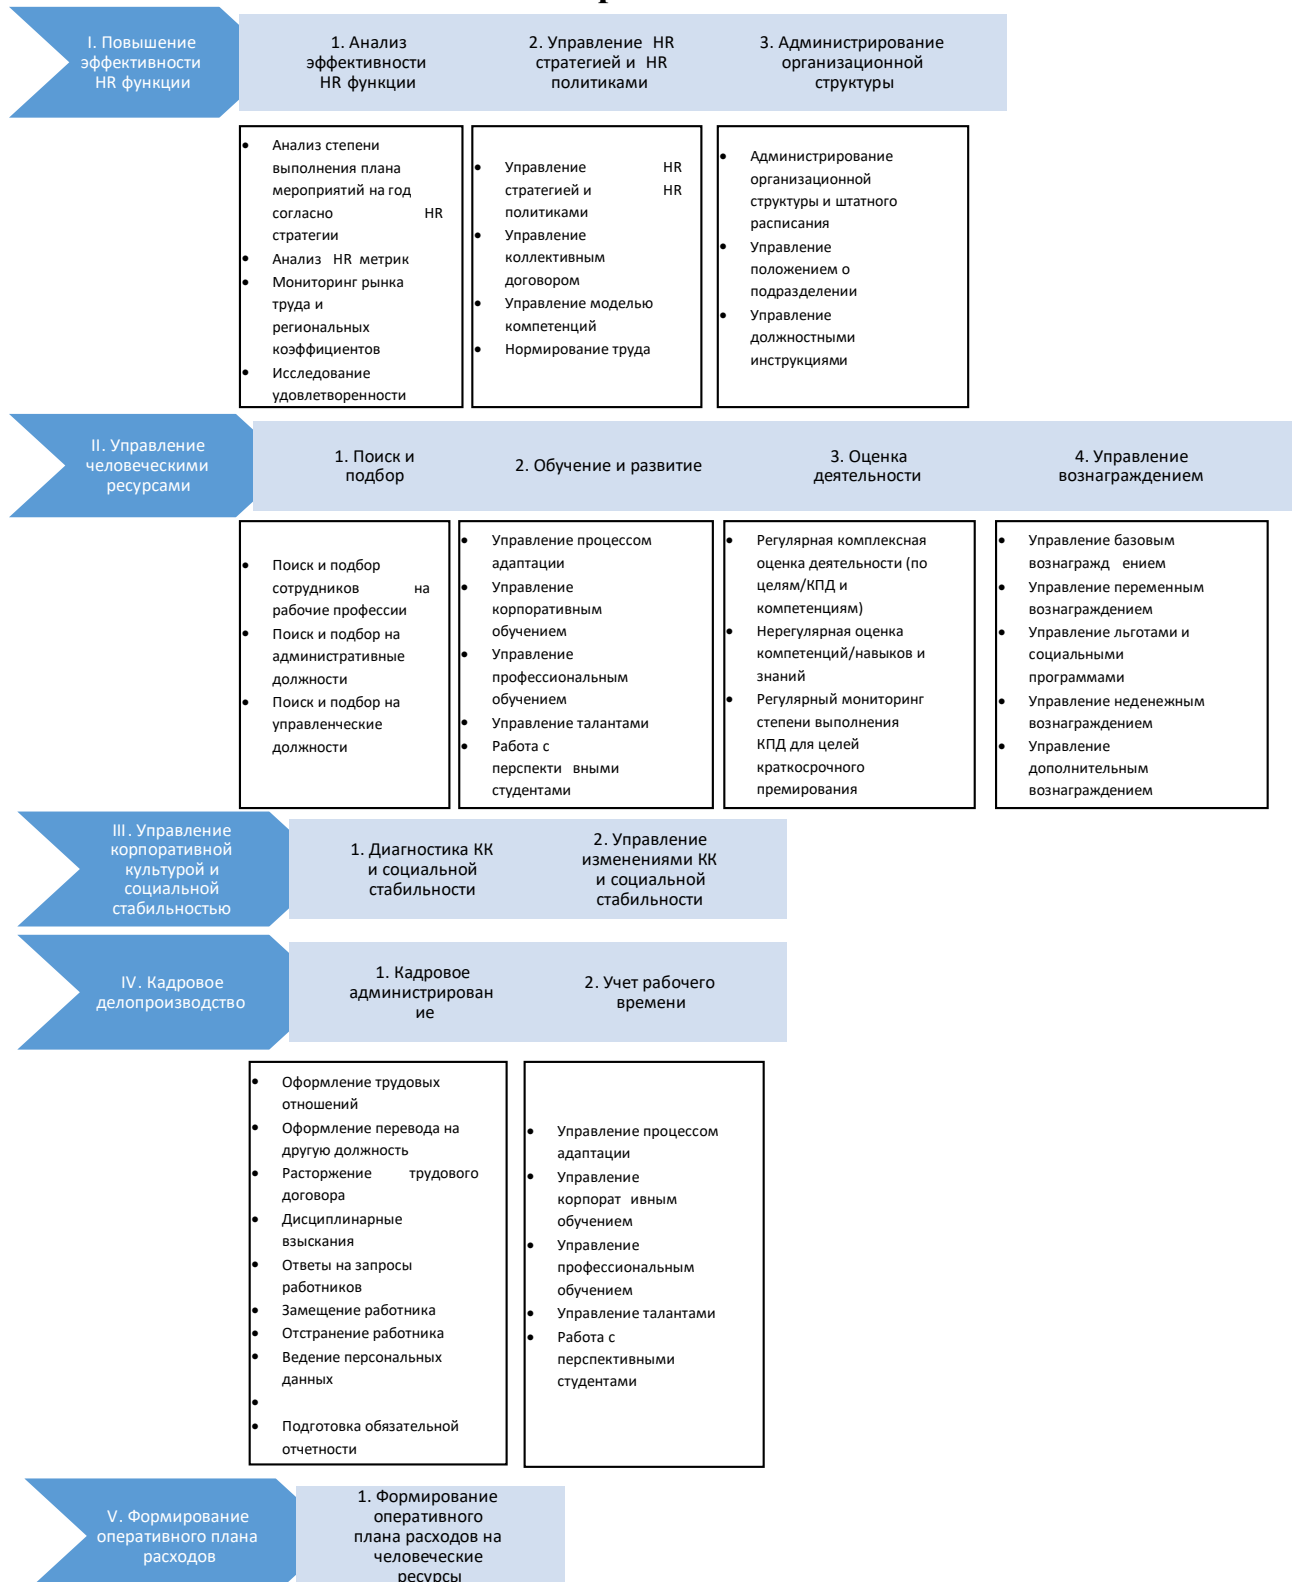 I. Повышение
эффективности
HR функции
1. Анализ
эффективности
HR функции
2. Управление HR
стратегией и HR
политиками
3. Администрирование
организационной
структуры
• Анализ степени
выполнения плана
мероприятий на год
согласно HR
стратегии
• Анализ HR метрик
• Мониторинг рынка
труда и
региональных
коэффициентов
• Исследование
удовлетворенности
• Управление HR
стратегией и HR
политиками
• Управление
коллективным
договором
• Управление моделью
компетенций
• Нормирование труда
• Администрирование
организационной
структуры и штатного
расписания
• Управление
положением о
подразделении
• Управление
должностными
инструкциями
II. Управление
человеческими
ресурсами
1. Поиск и
подбор
2. Обучение и развитие
3. Оценка
деятельности
4. Управление
вознаграждением
• Поиск и подбор
сотрудников на
рабочие профессии
• Поиск и подбор на
административные
должности
• Поиск и подбор на
управленческие
должности
• Управление процессом
адаптации
• Управление
корпоративным
обучением
• Управление
профессиональным
обучением
• Управление талантами
• Работа с
перспекти вными
студентами
• Регулярная комплексная
оценка деятельности (по
целям/КПД и
компетенциям)
• Нерегулярная оценка
компетенций/навыков и
знаний
• Регулярный мониторинг
степени выполнения
КПД для целей
краткосрочного
премирования
• Управление базовым
вознагражд ением
• Управление переменным
вознаграждением
• Управление льготами и
социальными
программами
• Управление неденежным
вознаграждением
• Управление
дополнительным
вознаграждением
III. Управление
корпоративной
культурой и
социальной
стабильностью
1. Диагностика КК
и социальной
стабильности
2. Управление
изменениями КК
и социальной
стабильности
IV. Кадровое
делопроизводство
1. Кадровое
администрирован
ие
2. Учет рабочего
времени
• Оформление трудовых
отношений
• Оформление перевода на
другую должность
• Расторжение трудового
договора
• Дисциплинарные
взыскания
• Ответы на запросы
работников
• Замещение работника
• Отстранение работника
• Ведение персональных
данных
•
• Подготовка обязательной
отчетности
• Управление процессом
адаптации
• Управление
корпорат ивным
обучением
• Управление
профессиональным
обучением
• Управление талантами
• Работа с
перспективными
студентами
V. Формирование
оперативного плана
расходов
1. Формирование
оперативного
плана расходов на
человеческие
ресурсы